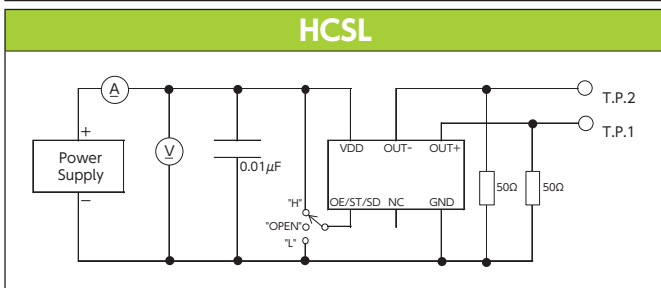 HCSL
A
T.P.2
T.P.1
+
Power
Supply
−
V
0.01μF
VDD OUT- OUT+
50Ω 50Ω
"H"
OE/ST/SD NC GND
"OPEN"
"L"